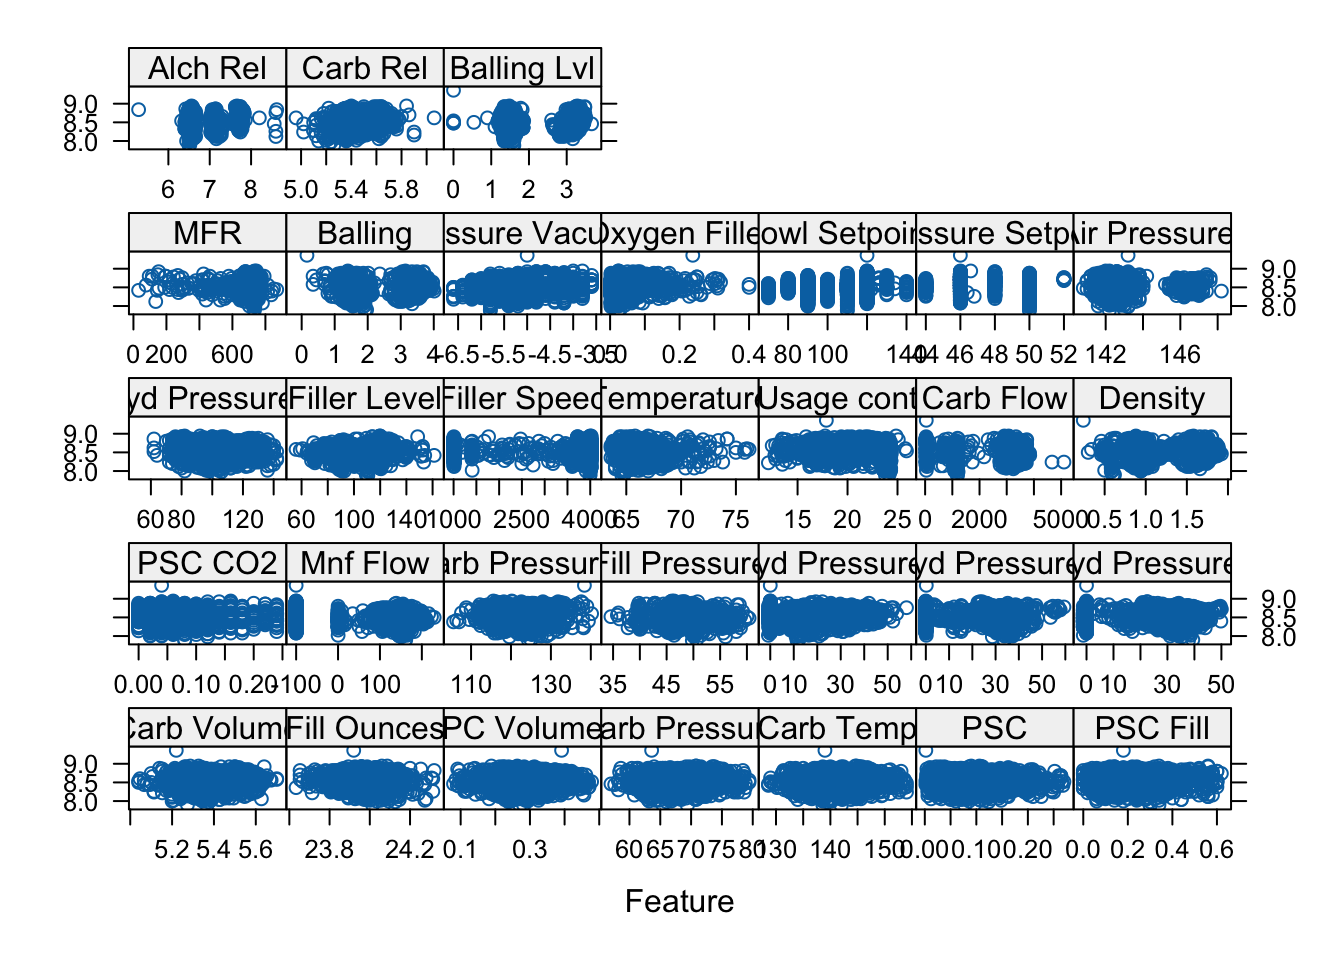 Alch Rel Carb Rel Balling Lvl
9.0
8.5
8.0
6 7 8 5.0 5.4 5.8 0 1 2 3
MFR Balling ssure Vacu Oxygen Fille owl Setpoin ssure Setp Air Pressure
9.0
8.5
8.0
0 200 600 0 1 2 3 4 -6.5 -5.5 -4.5 -3.5 0.0 0.2 0.4 80 100 140 44 46 48 50 52 142 146
yd Pressure Filler Level Filler Speed Temperature Usage cont Carb Flow Density
9.0
8.5
8.0
60 80 120 60 100 140 1000 2500 4000 65 70 75 15 20 25 0 2000 5000 0.5 1.0 1.5
PSC CO2 Mnf Flow arb Pressur Fill Pressure yd Pressure yd Pressure yd Pressure
9.0
8.5
8.0
0.00 0.10 0.20 -100 0 100 110 130 35 45 55 0 10 30 50 0 10 30 50 0 10 30 50
Carb Volume Fill Ounces PC Volume arb Pressur Carb Temp PSC PSC Fill
9.0
8.5
8.0
5.2 5.4 5.6 23.8 24.2 0.1 0.3 60 65 70 75 80 130 140 150 0.00 0.10 0.20 0.0 0.2 0.4 0.6
Feature